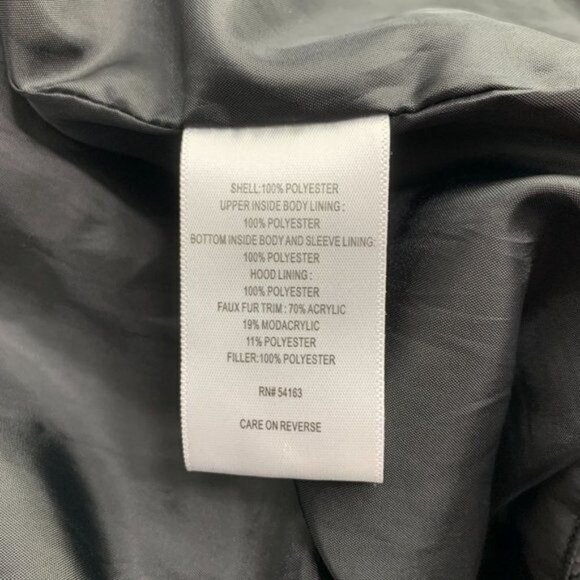 SHELL:100% POLYESTER
UPPER INSIDE BODY LINING :
100% POLYESTER
BOTTOM INSIDE BODY AND SLEEVE LINING:
100% POLYESTER
HOOD LINING :
100% POLYESTER
FAUX FUR TRIM : 70% ACRYLIC
19% MODACRYLIC
11% POLYESTER
FILLER:100% POLYESTER
RN# 54163
CARE ON REVERSE